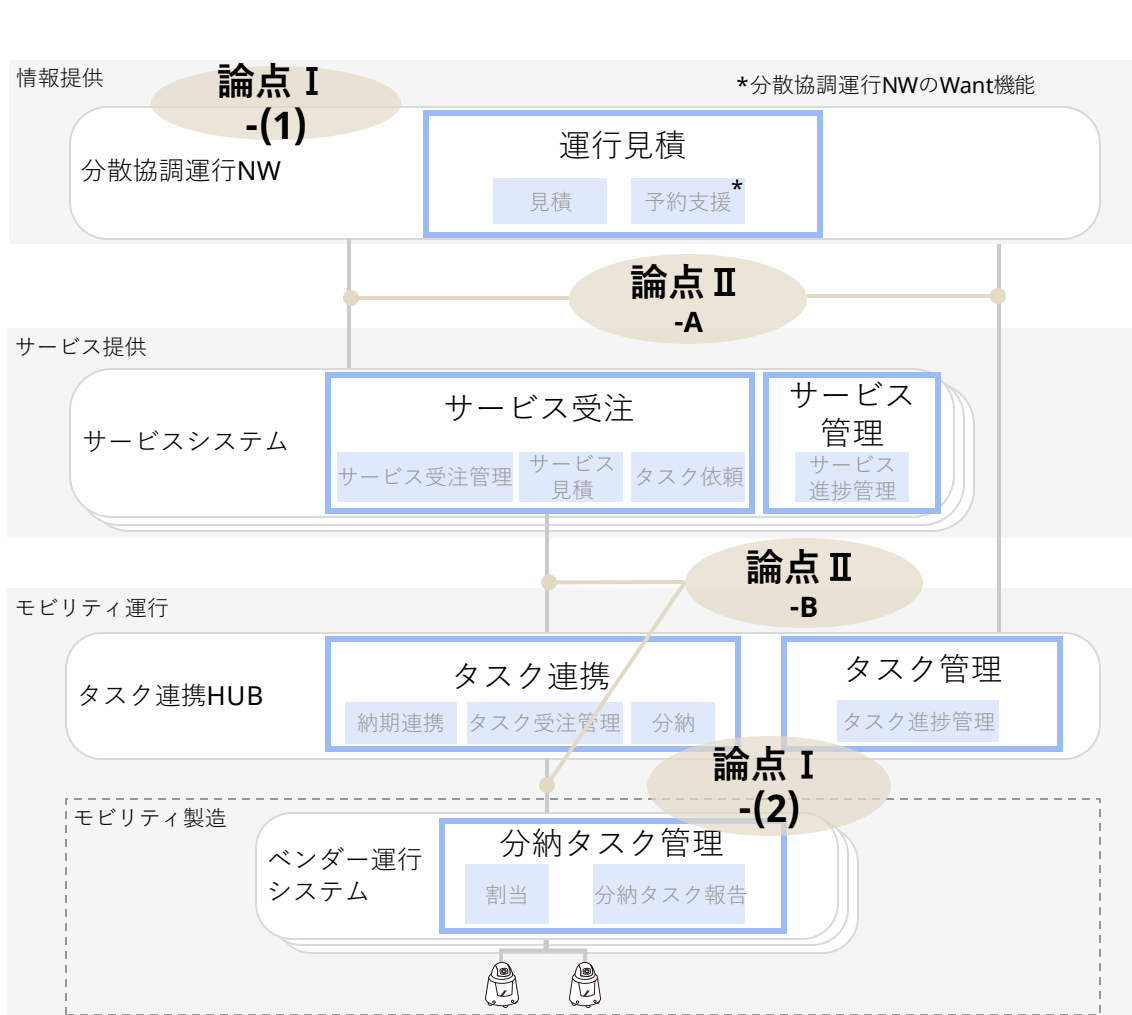 情報提供
論点Ⅰ
-(1)
*分散協調運行NWのWant機能
分散協調運行NW
運行見積
見積
予約支援*
論点Ⅱ
-A
サービス提供
サービスシステム
サービス受注
サービス受注管理
サービス
見積
タスク依頼
サービス
管理
サービス
進捗管理
論点Ⅱ
-B
モビリティ運行
タスク連携HUB
タスク連携
納期連携
タスク受注管理
分納
タスク管理
タスク進捗管理
論点Ⅰ
-(2)
モビリティ製造
ベンダー運行
システム
分納タスク管理
割当
分納タスク報告